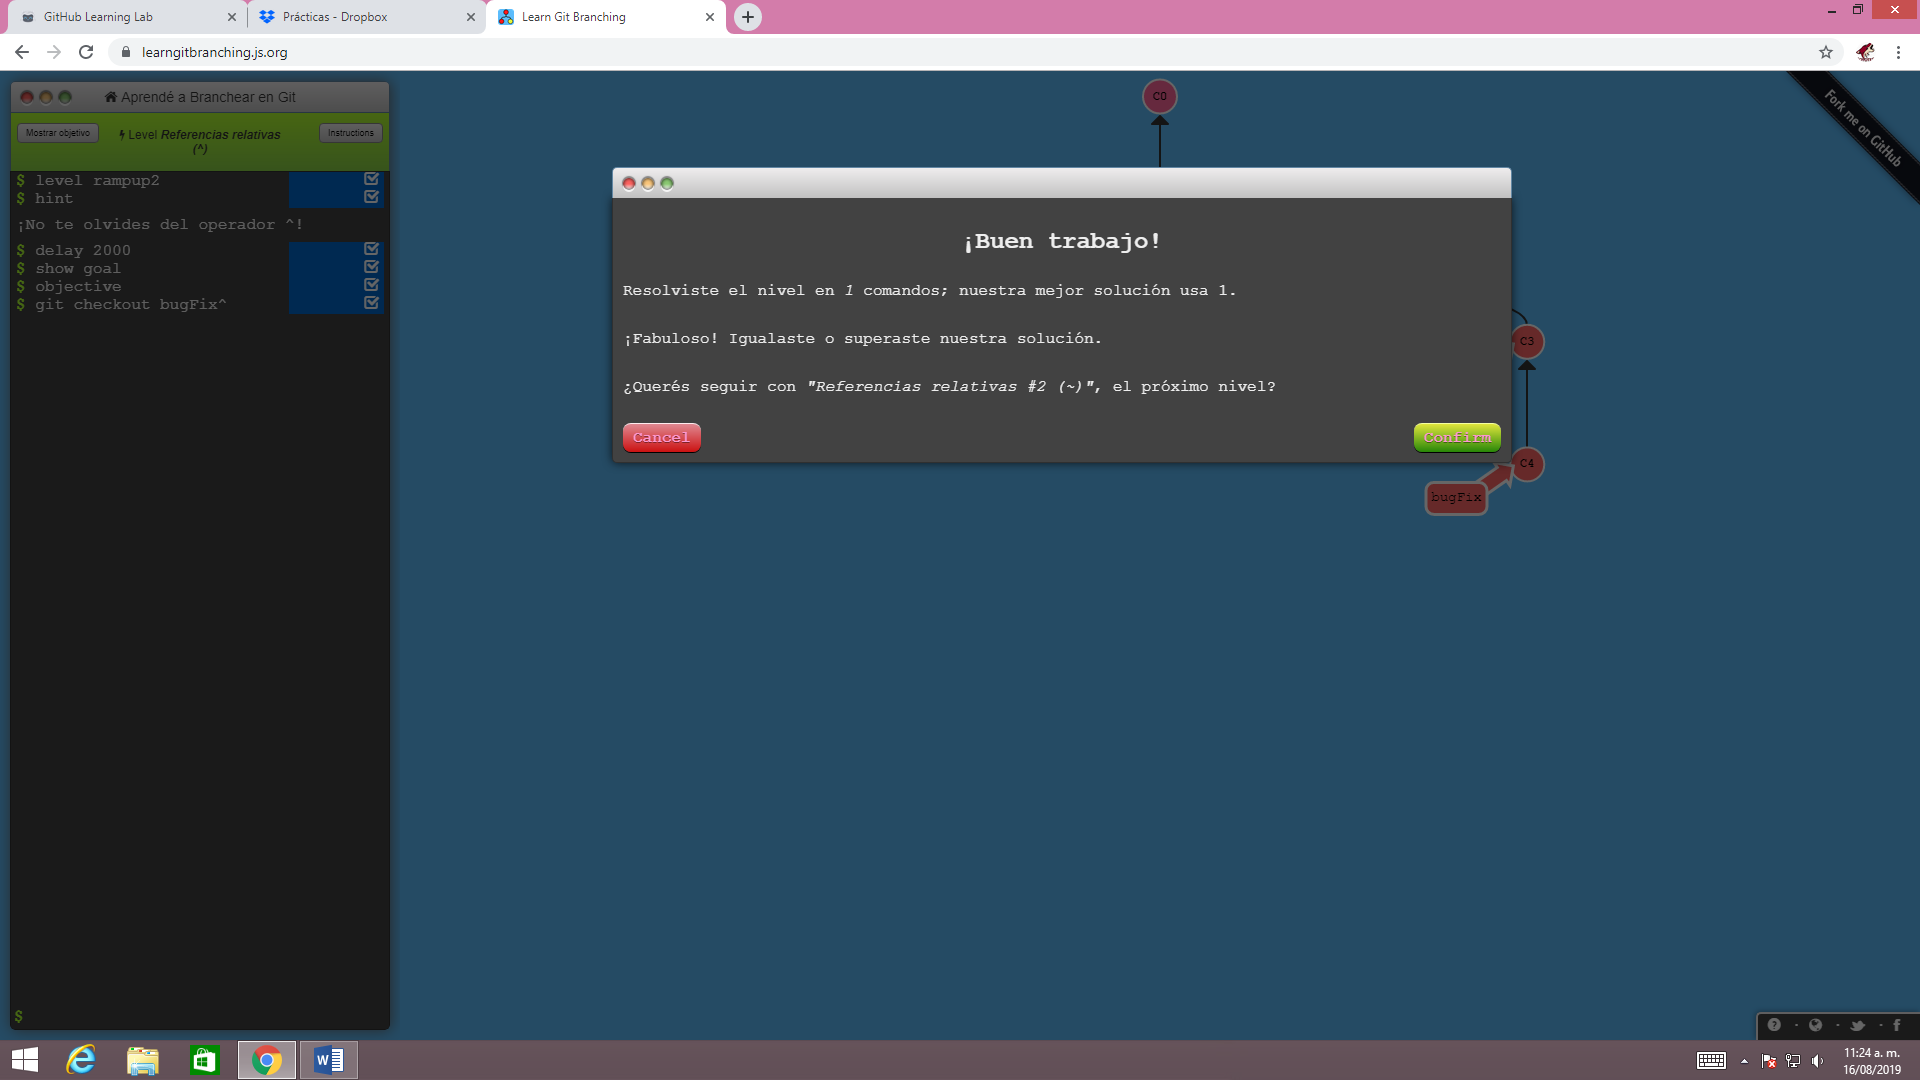 GitHub Learning Lab
Prácticas - Dropbox
Learn Git Branching
learngitbranching.js.org
Aprendé a Branchear en Git
Mostrar objetivo
Level Referencias relativas
(^)
Instructions
$ level rampup2
$ hint
¡No te olvides del operador ^!
$ delay 2000
$ show goal
$ objective
$ git checkout bugFix^
$
C0
Fork me on GitHub
¡Buen trabajo!
Resolviste el nivel en 1 comandos; nuestra mejor solución usa 1.
¡Fabuloso! Igualaste o superaste nuestra solución.
¿Querés seguir con "Referencias relativas #2 (~)", el próximo nivel?
Cancel
Confirm
C3
C4
bugFix
11:24 a. m.
16/08/2019